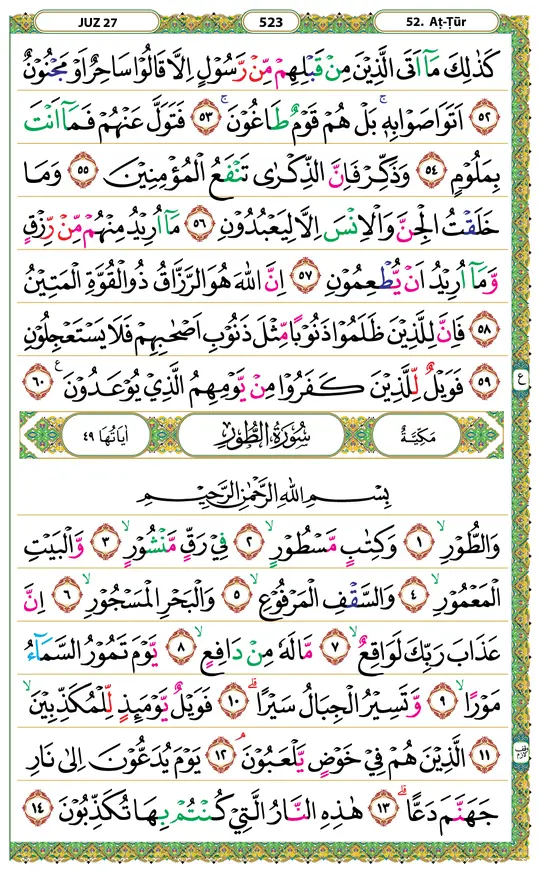 JUZ 27
523
52. Aṭ-Ṭūr
كَذٰلِكَ مَآ اَتَى الَّذِيْنَ مِنْ قَبْلِهِمْ مِّنْ رَّسُوْلٍ اِلَّا قَالُوْا سَاحِرٌ اَوْ مَجْنُوْنٌ
٥٢ اَتَوَاصَوْا بِهٖۚ بَلْ هُمْ قَوْمٌ طَاغُوْنَۚ ٥٣ فَتَوَلَّ عَنْهُمْ فَمَآ اَنْتَ
بِمَلُوْمٍ ٥٤ وَذَكِّرْ فَاِنَّ الذِّكْرٰى تَنْفَعُ الْمُؤْمِنِيْنَ ٥٥ وَمَا
خَلَقْتُ الْجِنَّ وَالْاِنْسَ اِلَّا لِيَعْبُدُوْنِ ٥٦ مَآ اُرِيْدُ مِنْهُمْ مِّنْ رِّزْقٍ
وَّمَآ اُرِيْدُ اَنْ يُّطْعِمُوْنِ ٥٧ اِنَّ اللّٰهَ هُوَ الرَّزَّاقُ ذُو الْقُوَّةِ الْمَتِيْنُ
٥٨ فَاِنَّ لِلَّذِيْنَ ظَلَمُوْا ذَنُوْبًا مِّثْلَ ذَنُوْبِ اَصْحٰبِهِمْ فَلَا يَسْتَعْجِلُوْنِ
٥٩ فَوَيْلٌ لِّلَّذِيْنَ كَفَرُوْا مِنْ يَّوْمِهِمُ الَّذِيْ يُوْعَدُوْنَ ࣖ ٦٠
ع
مَكِّيَّةٌ
سُوْرَةُ الطُّوْرِ
اٰيَاتُهَا ٤٩
بِسْمِ اللّٰهِ الرَّحْمٰنِ الرَّحِيْمِ
وَالطُّوْرِۙ ١ وَكِتٰبٍ مَّسْطُوْرٍۙ ٢ فِيْ رَقٍّ مَّنْشُوْرٍۙ ٣ وَّالْبَيْتِ
الْمَعْمُوْرِۙ ٤ وَالسَّقْفِ الْمَرْفُوْعِۙ ٥ وَالْبَحْرِ الْمَسْجُوْرِۙ ٦ اِنَّ
عَذَابَ رَبِّكَ لَوَاقِعٌۙ ٧ مَّا لَهٗ مِنْ دَافِعٍۙ ٨ يَّوْمَ تَمُوْرُ السَّمَاۤءُ
مَوْرًاۙ ٩ وَّتَسِيْرُ الْجِبَالُ سَيْرًاۗ ١٠ فَوَيْلٌ يَّوْمَىِٕذٍ لِّلْمُكَذِّبِيْنَۙ
١١ الَّذِيْنَ هُمْ فِيْ خَوْضٍ يَّلْعَبُوْنَۘ ١٢ يَوْمَ يُدَعُّوْنَ اِلٰى نَارِ
جَهَنَّمَ دَعًّاۗ ١٣ هٰذِهِ النَّارُ الَّتِيْ كُنْتُمْ بِهَا تُكَذِّبُوْنَ ١٤